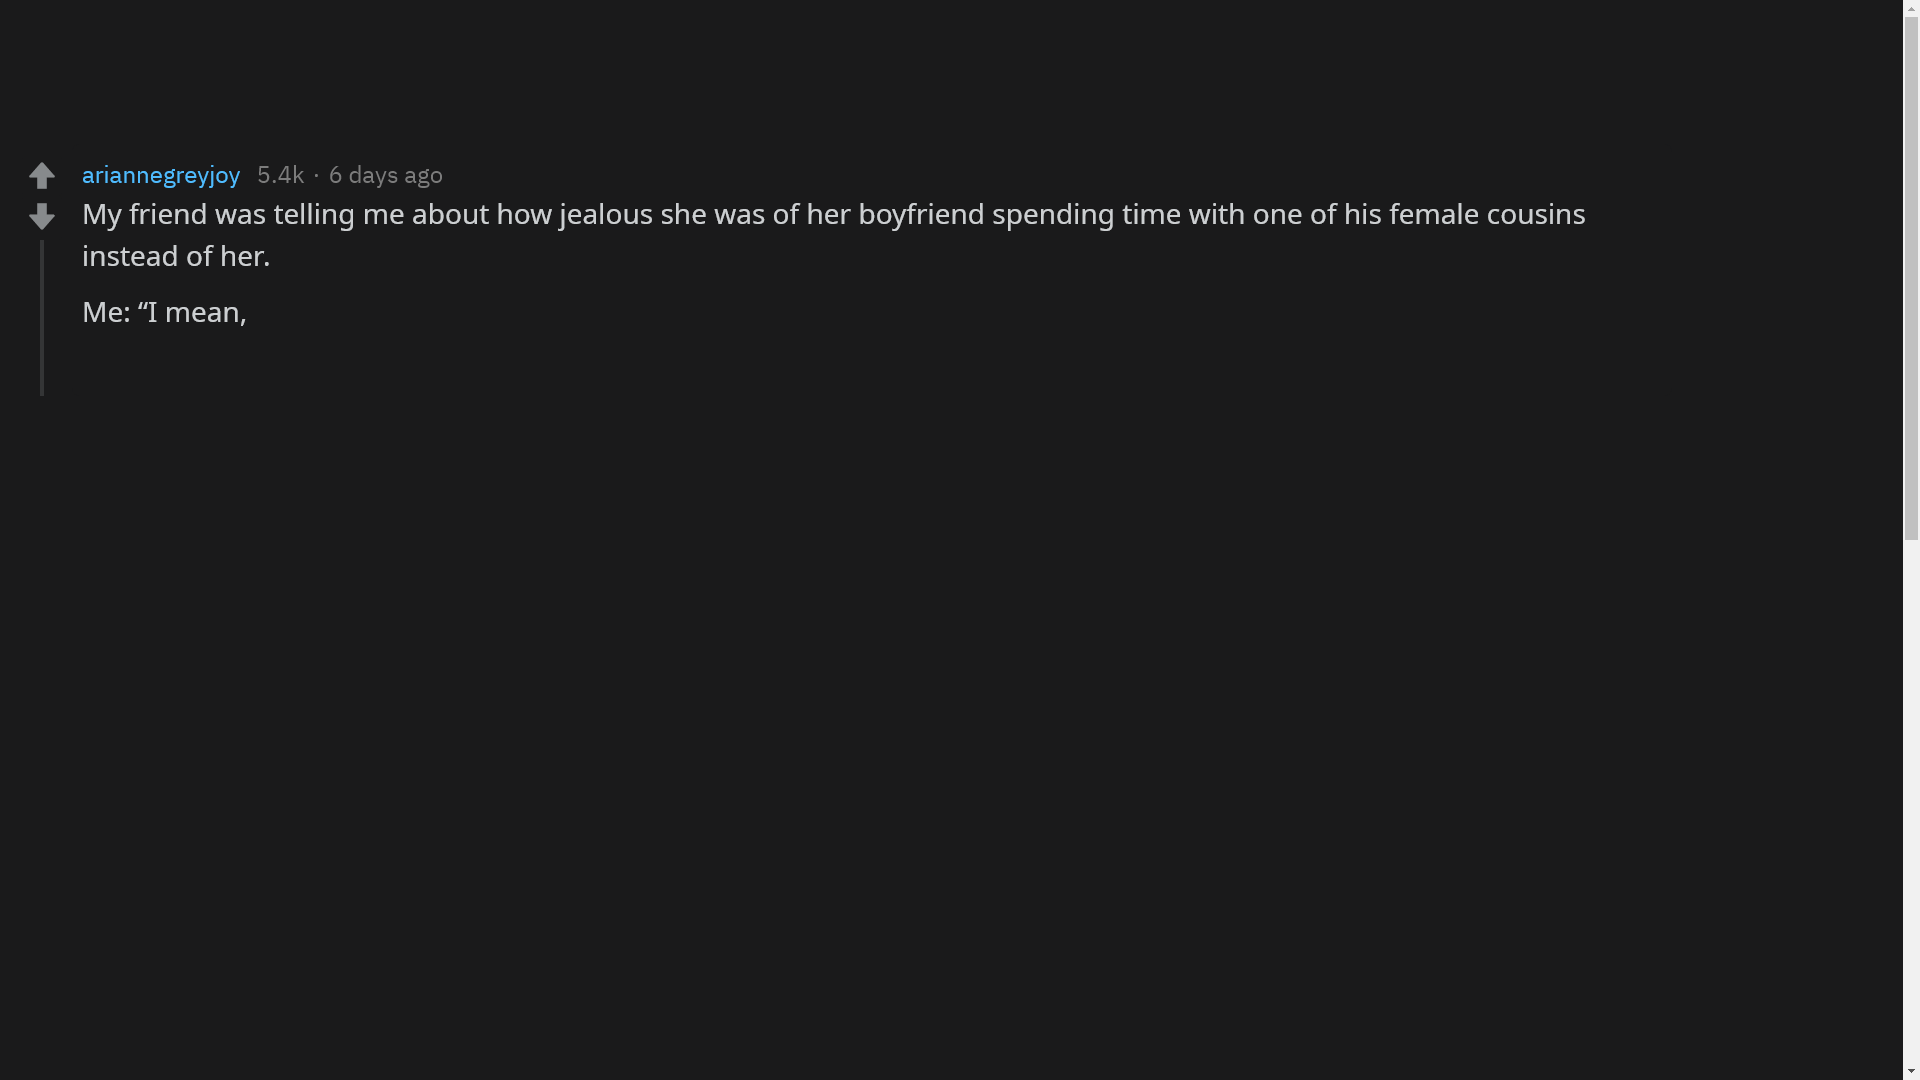 ariannegreyjoy 5.4k · 6 days ago
My friend was telling me about how jealous she was of her boyfriend spending time with one of his female cousins
instead of her.
Me: “I mean,